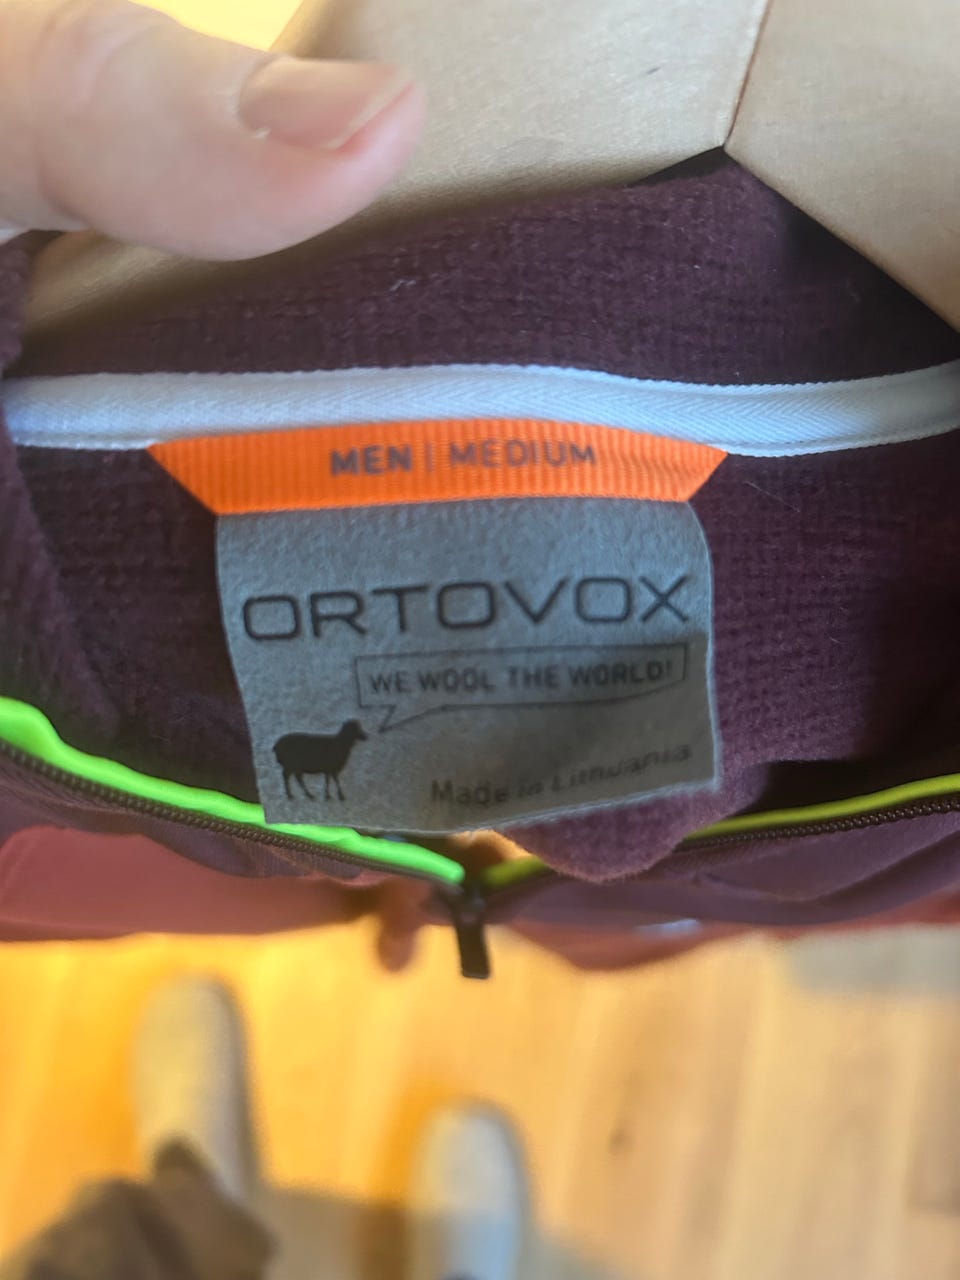 MEN | MEDIUM
ORTOVOX
WE WOOL THE WORLD!
Made in Lithuania